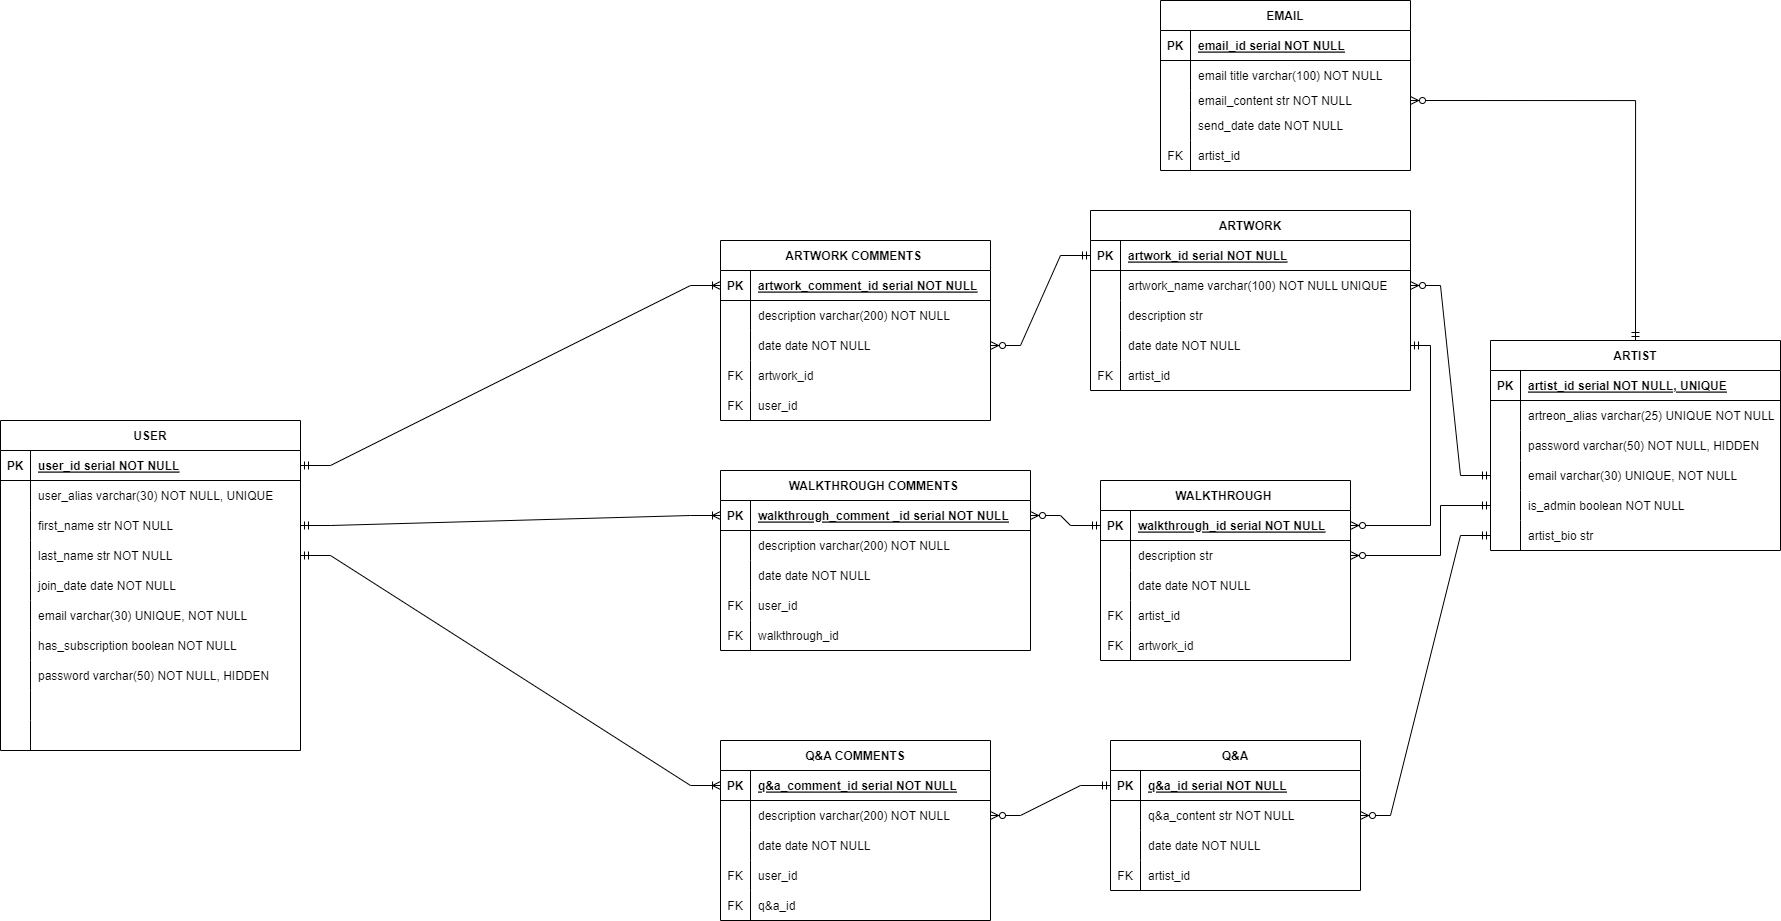 EMAIL
PK email_id serial NOT NULL
email title varchar(100) NOT NULL
email_content str NOT NULL
send_date date NOT NULL
FK artist_id
ARTWORK
PK artwork_id serial NOT NULL
artwork_name varchar(100) NOT NULL UNIQUE
description str
date date NOT NULL
FK artist_id
ARTWORK COMMENTS
PK artwork_comment_id serial NOT NULL
description varchar(200) NOT NULL
date date NOT NULL
FK artwork_id
FK user_id
ARTIST
PK artist_id serial NOT NULL, UNIQUE
artreon_alias varchar(25) UNIQUE NOT NULL
password varchar(50) NOT NULL, HIDDEN
email varchar(30) UNIQUE, NOT NULL
is_admin boolean NOT NULL
artist_bio str
USER
PK user_id serial NOT NULL
user_alias varchar(30) NOT NULL, UNIQUE
first_name str NOT NULL
last_name str NOT NULL
join_date date NOT NULL
email varchar(30) UNIQUE, NOT NULL
has_subscription boolean NOT NULL
password varchar(50) NOT NULL, HIDDEN
WALKTHROUGH COMMENTS
PK walkthrough_comment _id serial NOT NULL
description varchar(200) NOT NULL
date date NOT NULL
FK user_id
FK walkthrough_id
WALKTHROUGH
PK walkthrough_id serial NOT NULL
description str
date date NOT NULL
FK artist_id
FK artwork_id
Q&A COMMENTS
PK q&a_comment_id serial NOT NULL
description varchar(200) NOT NULL
date date NOT NULL
FK user_id
FK q&a_id
Q&A
PK q&a_id serial NOT NULL
q&a_content str NOT NULL
date date NOT NULL
FK artist_id